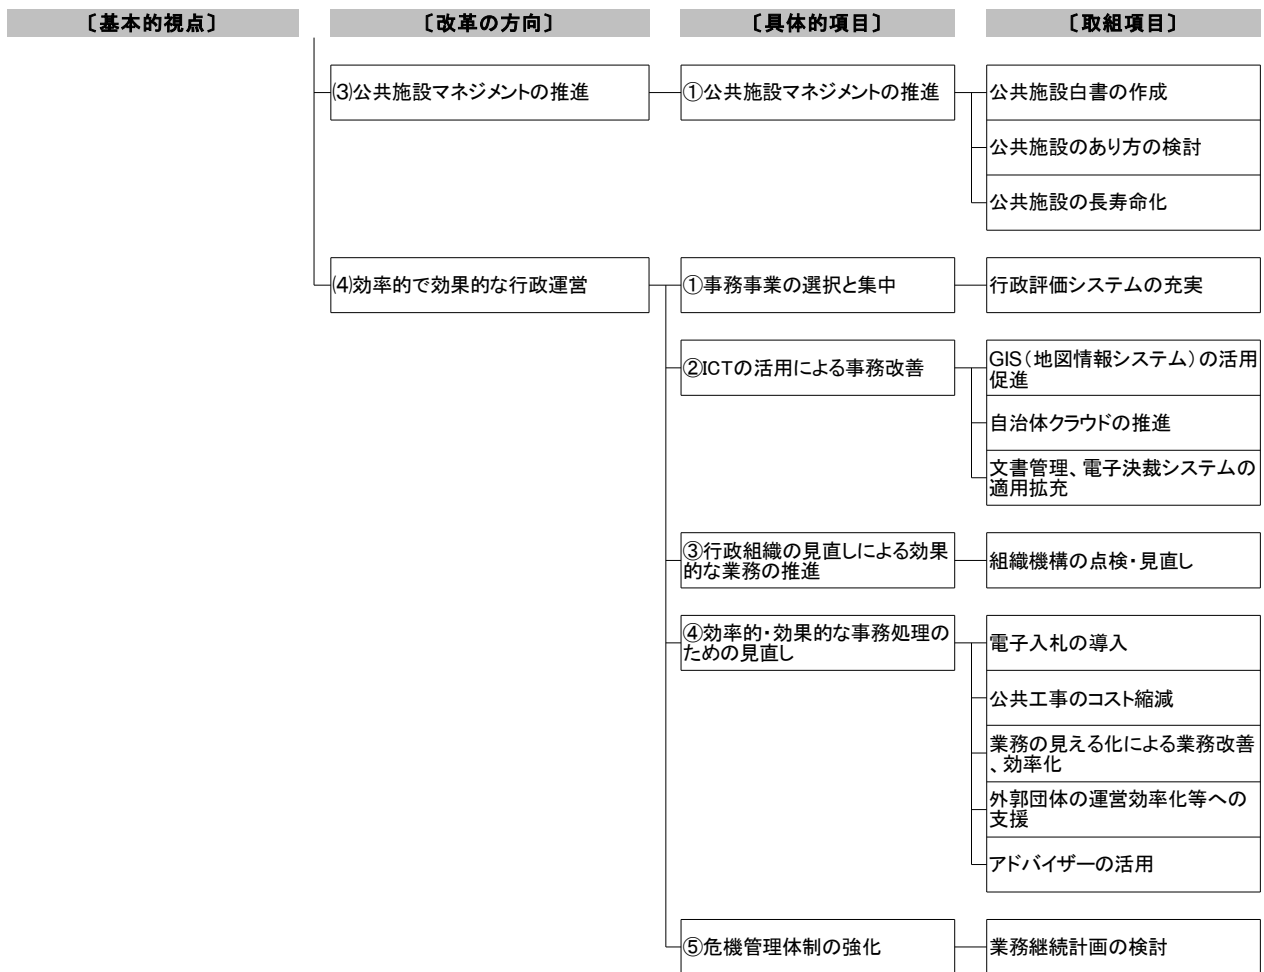 〔基本的視点〕
〔改革の方向〕
〔具体的項目〕
〔取組項目〕
⑶公共施設マネジメントの推進
①公共施設マネジメントの推進
公共施設白書の作成
公共施設のあり方の検討
公共施設の長寿命化
⑷効率的で効果的な行政運営
①事務事業の選択と集中
行政評価システムの充実
②ICTの活用による事務改善
GIS（地図情報システム）の活用
促進
自治体クラウドの推進
文書管理、電子決裁システムの
適用拡充
③行政組織の見直しによる効果
的な業務の推進
組織機構の点検・見直し
④効率的・効果的な事務処理の
ための見直し
電子入札の導入
公共工事のコスト縮減
業務の見える化による業務改善
、効率化
外郭団体の運営効率化等への
支援
アドバイザーの活用
⑤危機管理体制の強化
業務継続計画の検討